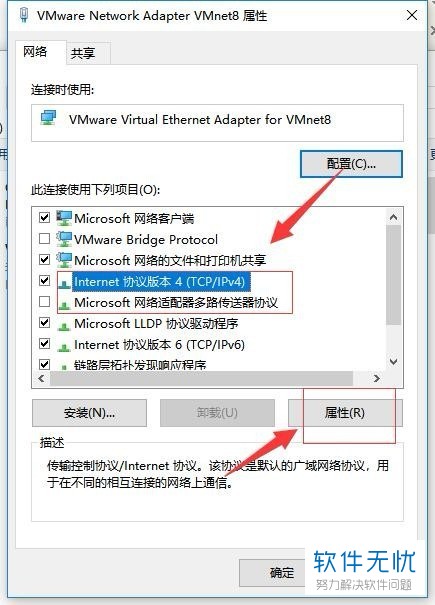 VMware Network Adapter VMnet8 属性
网络
共享
连接时使用:
VMware Virtual Ethernet Adapter for VMnet8
配置(C)...
此连接使用下列项目(O):
Microsoft 网络客户端
VMware Bridge Protocol
Microsoft 网络的文件和打印机共享
Internet 协议版本 4 (TCP/IPv4)
Microsoft 网络适配器多路传送器协议
Microsoft LLDP 协议驱动程序
Internet 协议版本 6 (TCP/IPv6)
链路层拓扑发现响应程序
安装(N)...
卸载(U)
属性(R)
描述
传输控制协议/Internet 协议。该协议是默认的广域网络协议，用
于在不同的相互连接的网络上通信。
确定
软件无忧
努力解决软件问题